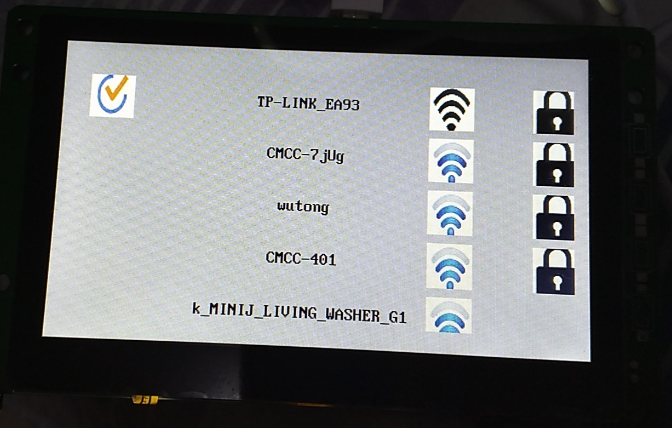 TP-LINK_EA93
CMCC-7jUg
wutong
CMCC-401
k_MINIJ_LIVING_WASHER_G1